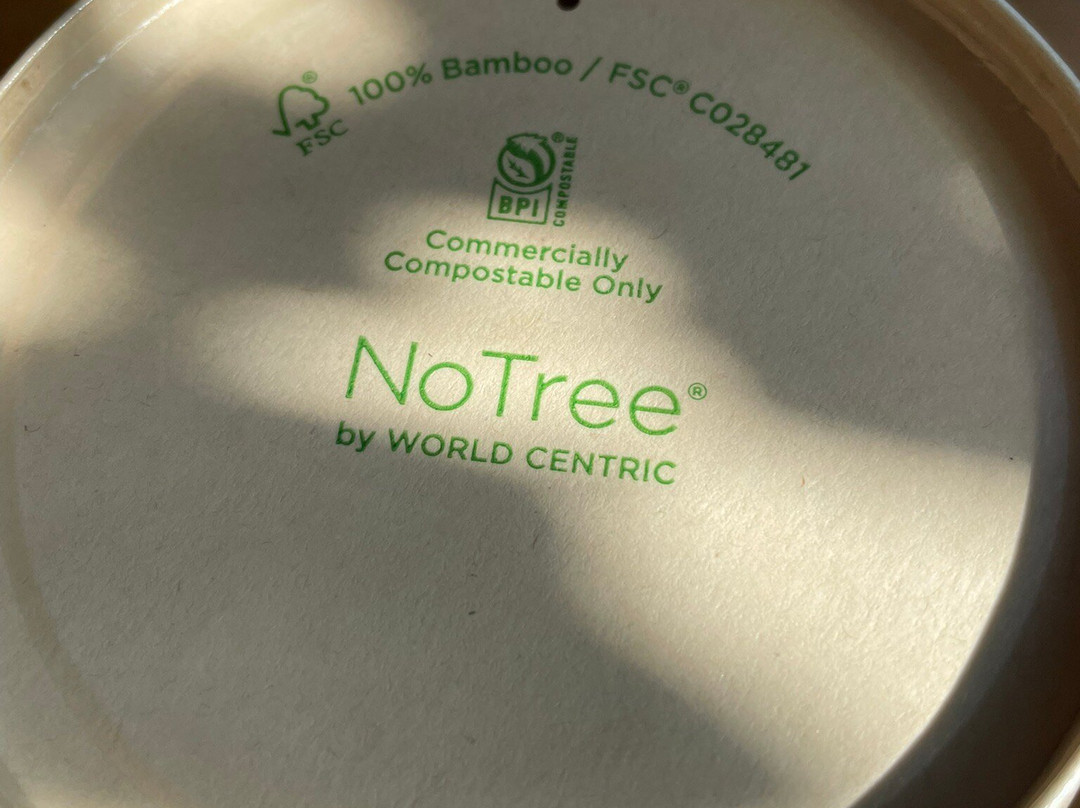 100% Bamboo / FSC® C028481
®
FSC
®
BPI
COMPOSTABLE
Commercially
Compostable Only
NoTree®
by WORLD CENTRIC